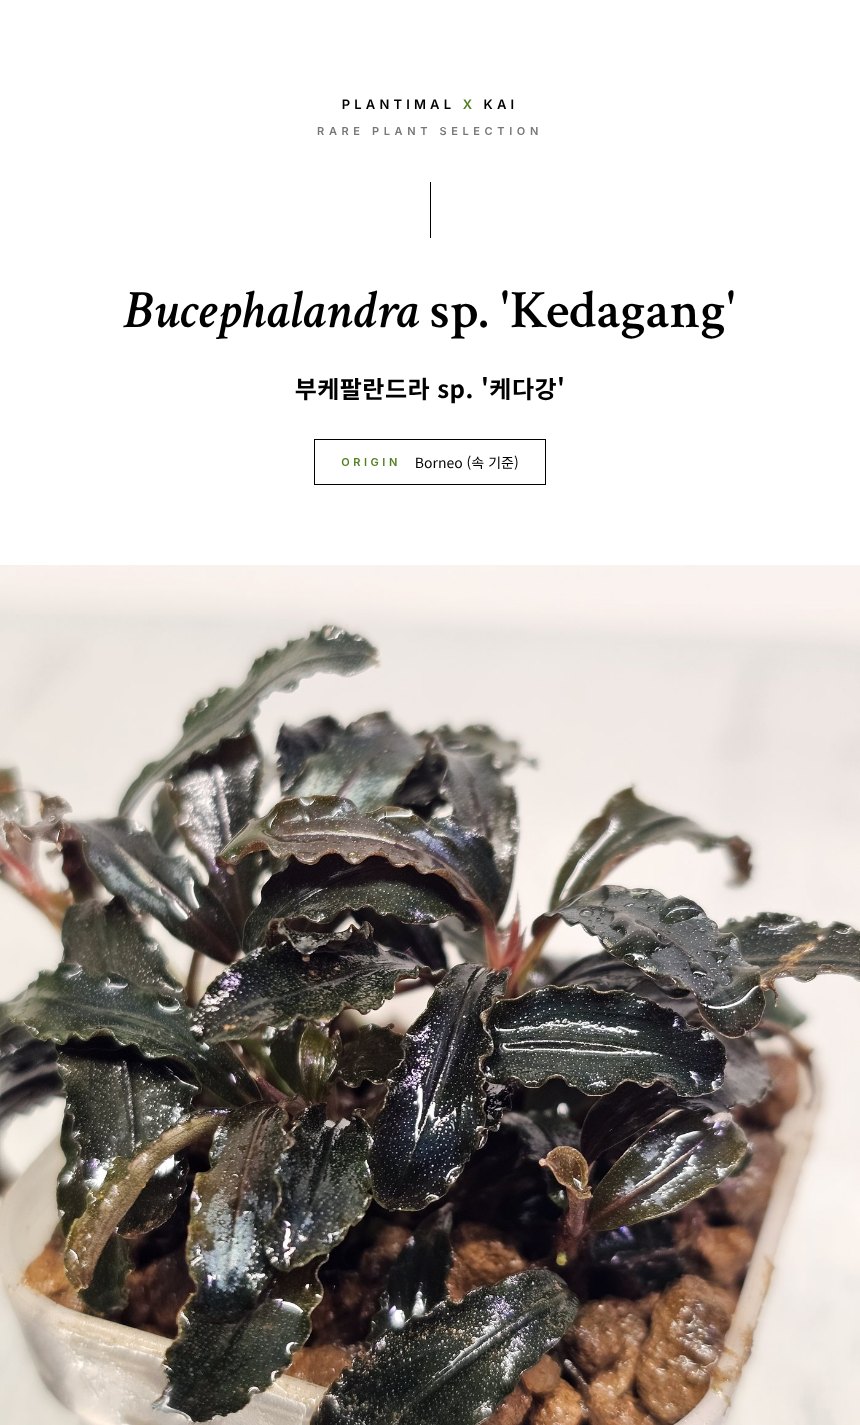 PLANTIMAL X KAI
RARE PLANT SELECTION
Bucephalandra sp. 'Kedagang'
부케팔란드라 sp. '케다강'
ORIGIN Borneo (속 기준)